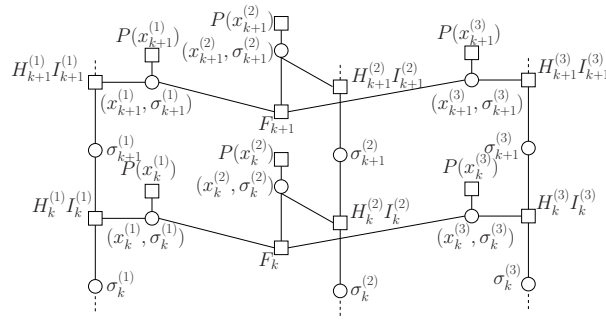 P(x_{k+1}^{(2)})
P(x_{k+1}^{(1)}) (x_{k+1}^{(2)}, σ_{k+1}^{(2)}) P(x_{k+1}^{(3)})
H_{k+1}^{(1)} I_{k+1}^{(1)} H_{k+1}^{(2)} I_{k+1}^{(2)} H_{k+1}^{(3)} I_{k+1}^{(3)}
(x_{k+1}^{(1)}, σ_{k+1}^{(1)}) (x_{k+1}^{(3)}, σ_{k+1}^{(3)})
F_{k+1}
σ_{k+1}^{(1)} P(x_k^{(2)}) σ_{k+1}^{(2)} σ_{k+1}^{(3)}
P(x_k^{(1)}) (x_k^{(2)}, σ_k^{(2)}) P(x_k^{(3)})
H_k^{(1)} I_k^{(1)} H_k^{(2)} I_k^{(2)} H_k^{(3)} I_k^{(3)}
(x_k^{(1)}, σ_k^{(1)}) (x_k^{(3)}, σ_k^{(3)})
F_k
σ_k^{(1)} σ_k^{(2)} σ_k^{(3)}